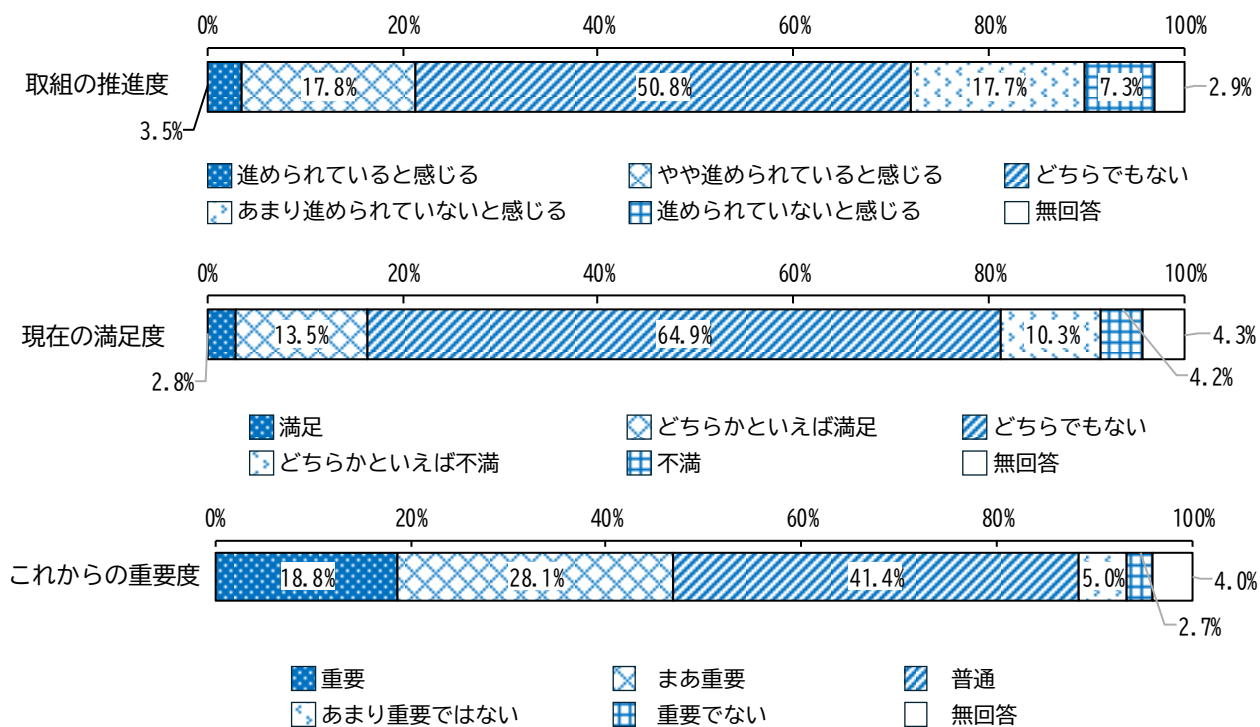 0% 20% 40% 60% 80% 100%
取組の推進度 17.8% 50.8% 17.7% 7.3% 2.9%
3.5%
進められていると感じる やや進められていると感じる どちらでもない
あまり進められていないと感じる 進められていないと感じる 無回答
0% 20% 40% 60% 80% 100%
現在の満足度 13.5% 64.9% 10.3% 4.3%
2.8% 4.2%
満足 どちらかといえば満足 どちらでもない
どちらかといえば不満 不満 無回答
0% 20% 40% 60% 80% 100%
これからの重要度 18.8% 28.1% 41.4% 5.0% 4.0%
2.7%
重要 まあ重要 普通
あまり重要ではない 重要でない 無回答